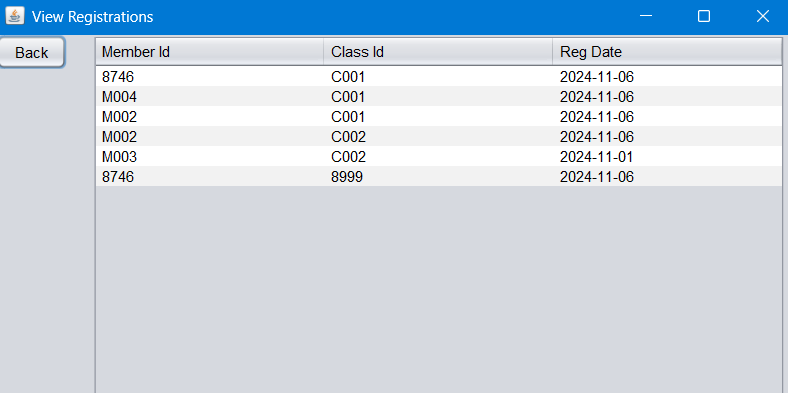 View Registrations
Back
Member Id Class Id Reg Date
8746 C001 2024-11-06
M004 C001 2024-11-06
M002 C001 2024-11-06
M002 C002 2024-11-06
M003 C002 2024-11-01
8746 8999 2024-11-06